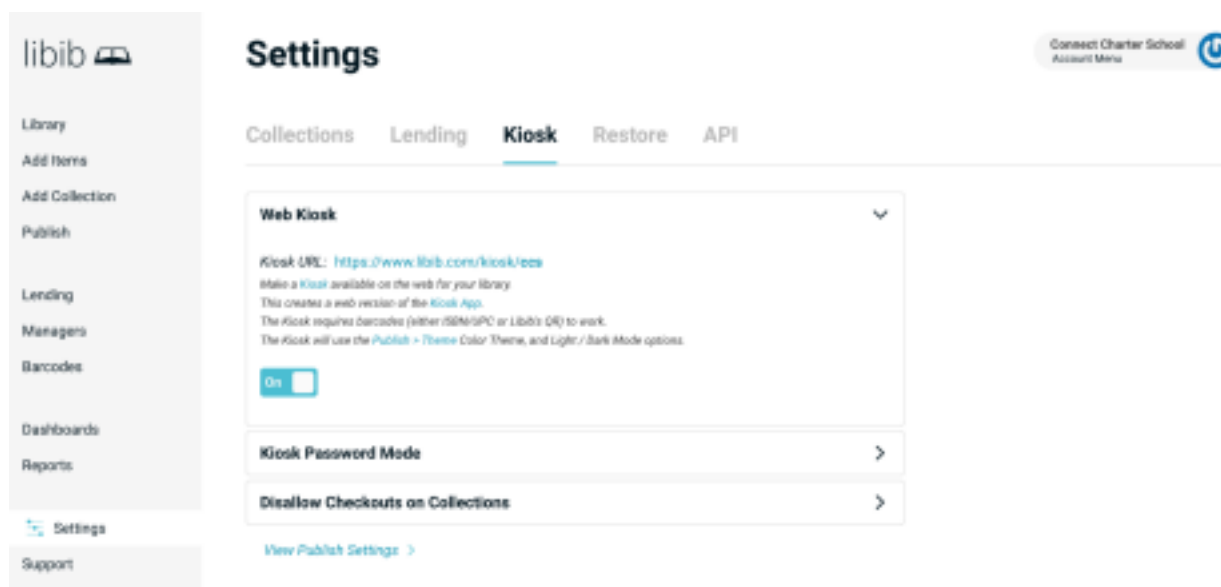 libib
Settings
Connect Charter School
Account Menu
Library
Add Items
Add Collection
Publish
Lending
Managers
Barcodes
Dashboards
Reports
Settings
Support
Collections Lending Kiosk Restore API
Web Kiosk
Kiosk URL: https://www.libib.com/kiosk/ccs
Make a Kiosk available on the web for your library.
This creates a web version of the Kiosk App.
The Kiosk requires barcodes (either ISBN/UPC or Libib's QR) to work.
The Kiosk will use the Publish > Theme Color Theme, and Light / Dark Mode options.
On
Kiosk Password Mode
Disallow Checkouts on Collections
View Publish Settings >